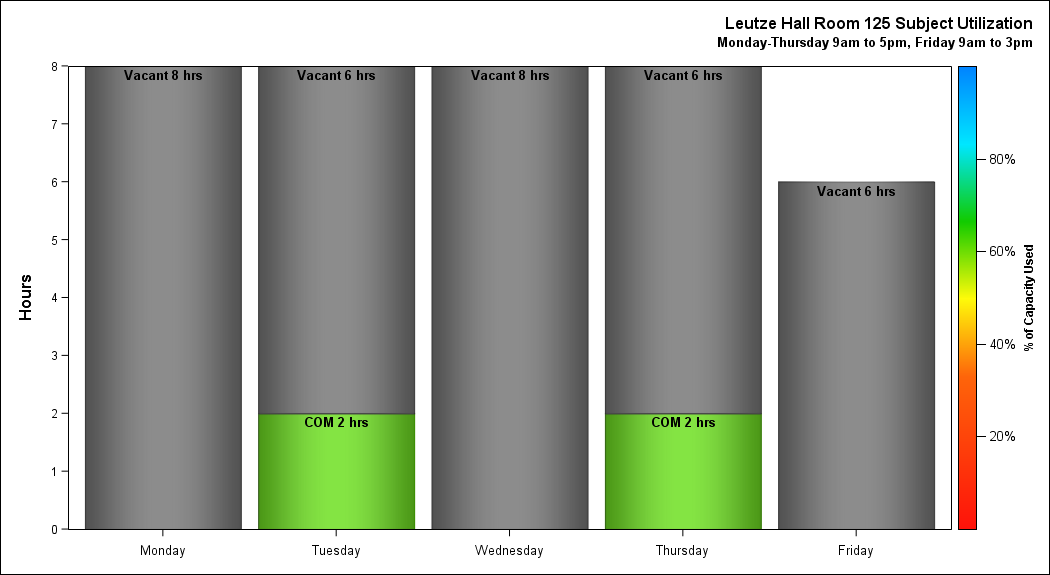 Leutze Hall Room 125 Subject Utilization
Monday-Thursday 9am to 5pm, Friday 9am to 3pm
Hours
8
7
6
5
4
3
2
1
0
Vacant 8 hrs
Vacant 6 hrs
Vacant 8 hrs
Vacant 6 hrs
Vacant 6 hrs
COM 2 hrs
COM 2 hrs
Monday
Tuesday
Wednesday
Thursday
Friday
80%
60%
40%
20%
% of Capacity Used